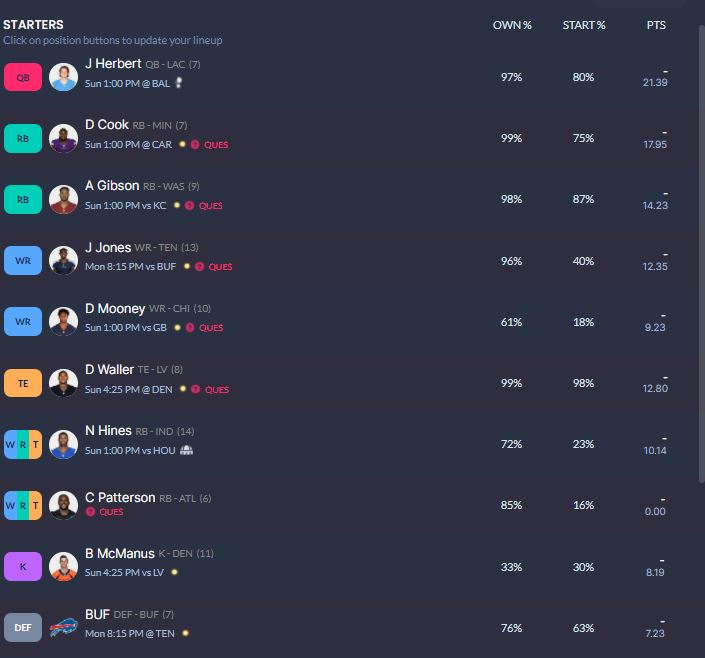 STARTERS OWN % START % PTS
Click on position buttons to update your lineup
QB J Herbert QB - LAC (7) 97% 80% -
Sun 1:00 PM @ BAL 21.39
RB D Cook RB - MIN (7) 99% 75% -
Sun 1:00 PM @ CAR ? QUES 17.95
RB A Gibson RB - WAS (9) 98% 87% -
Sun 1:00 PM vs KC ? QUES 14.23
WR J Jones WR - TEN (13) 96% 40% -
Mon 8:15 PM vs BUF ? QUES 12.35
WR D Mooney WR - CHI (10) 61% 18% -
Sun 1:00 PM vs GB ? QUES 9.23
TE D Waller TE - LV (8) 99% 98% -
Sun 4:25 PM @ DEN ? QUES 12.80
W R T N Hines RB - IND (14) 72% 23% -
Sun 1:00 PM vs HOU 10.14
W R T C Patterson RB - ATL (6) 85% 16% -
? QUES 0.00
K B McManus K - DEN (11) 33% 30% -
Sun 4:25 PM vs LV 8.19
DEF BUF DEF - BUF (7) 76% 63% -
Mon 8:15 PM @ TEN 7.23